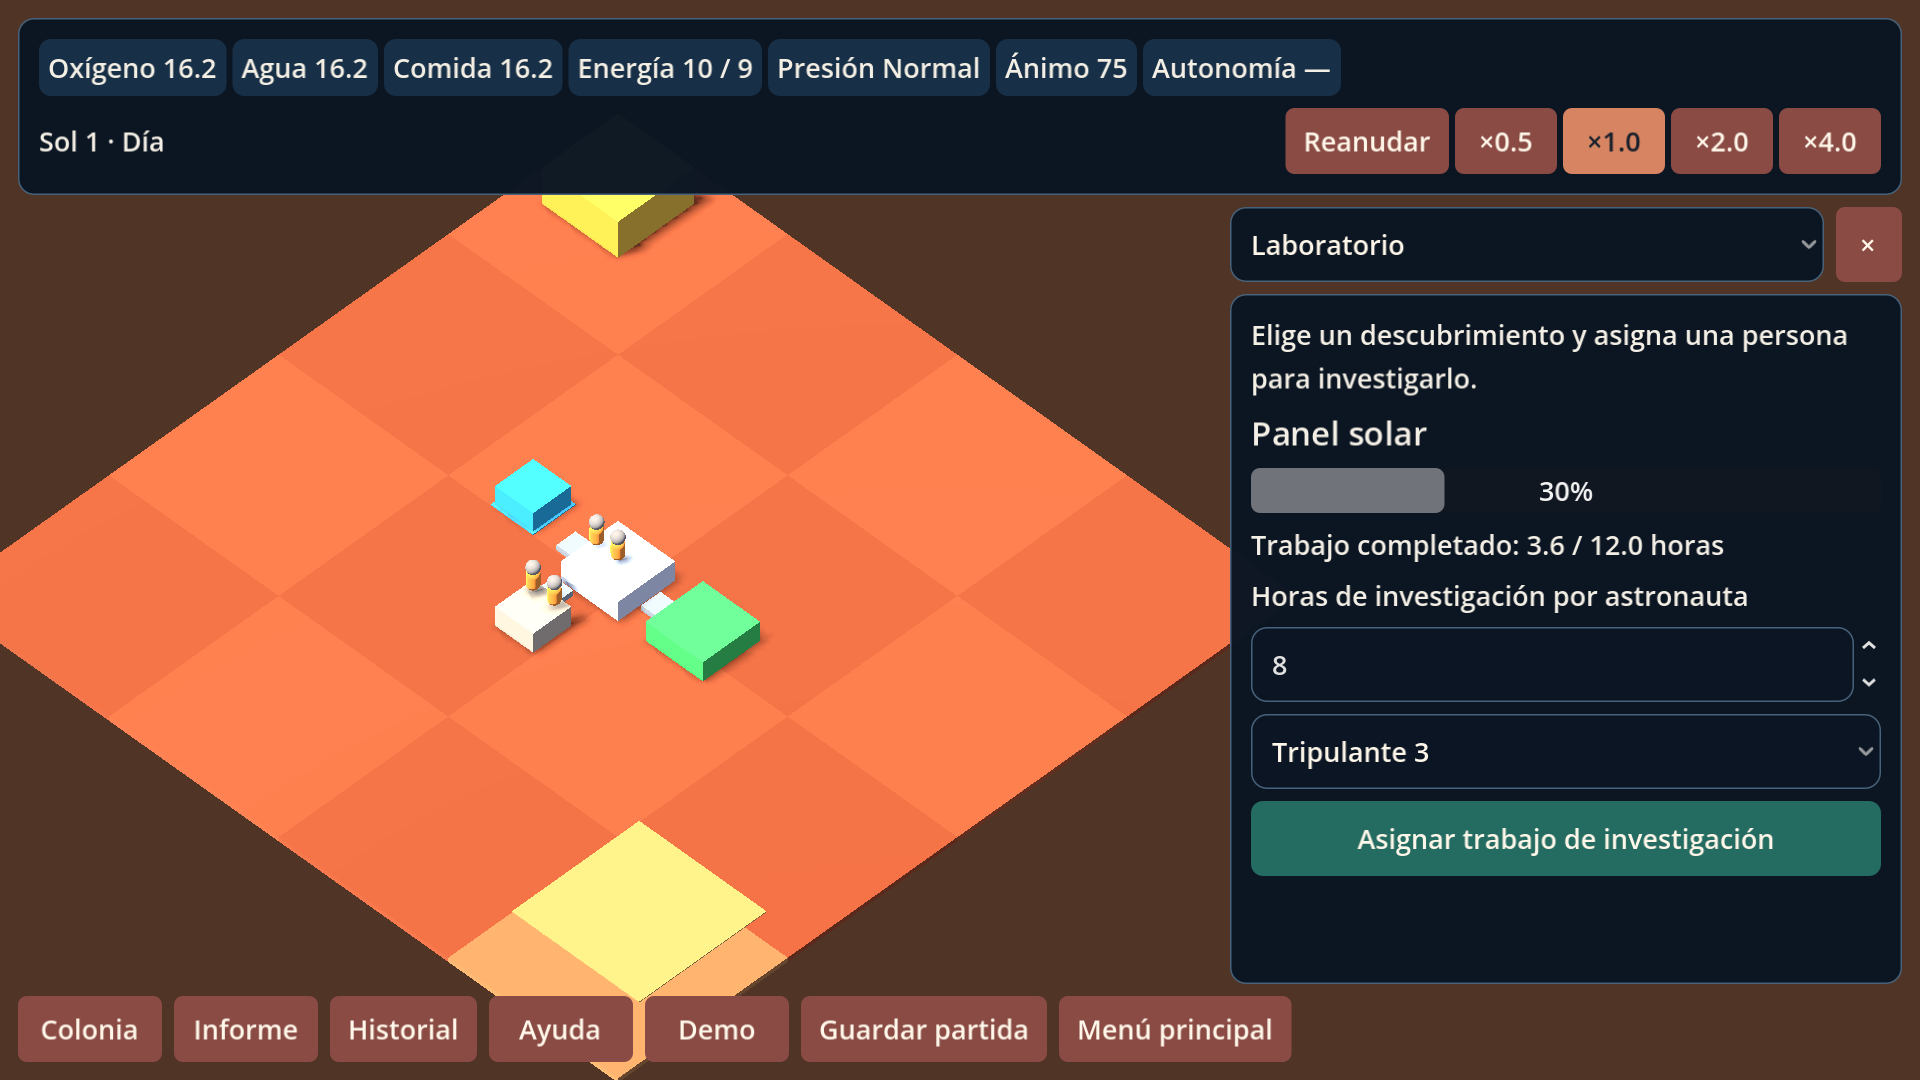 Oxígeno 16.2 Agua 16.2 Comida 16.2 Energía 10 / 9 Presión Normal Ánimo 75 Autonomía —
Sol 1 · Día
Reanudar ×0.5 ×1.0 ×2.0 ×4.0
Laboratorio ×
Elige un descubrimiento y asigna una persona
para investigarlo.
Panel solar
30%
Trabajo completado: 3.6 / 12.0 horas
Horas de investigación por astronauta
8
Tripulante 3
Asignar trabajo de investigación
Colonia Informe Historial Ayuda Demo Guardar partida Menú principal